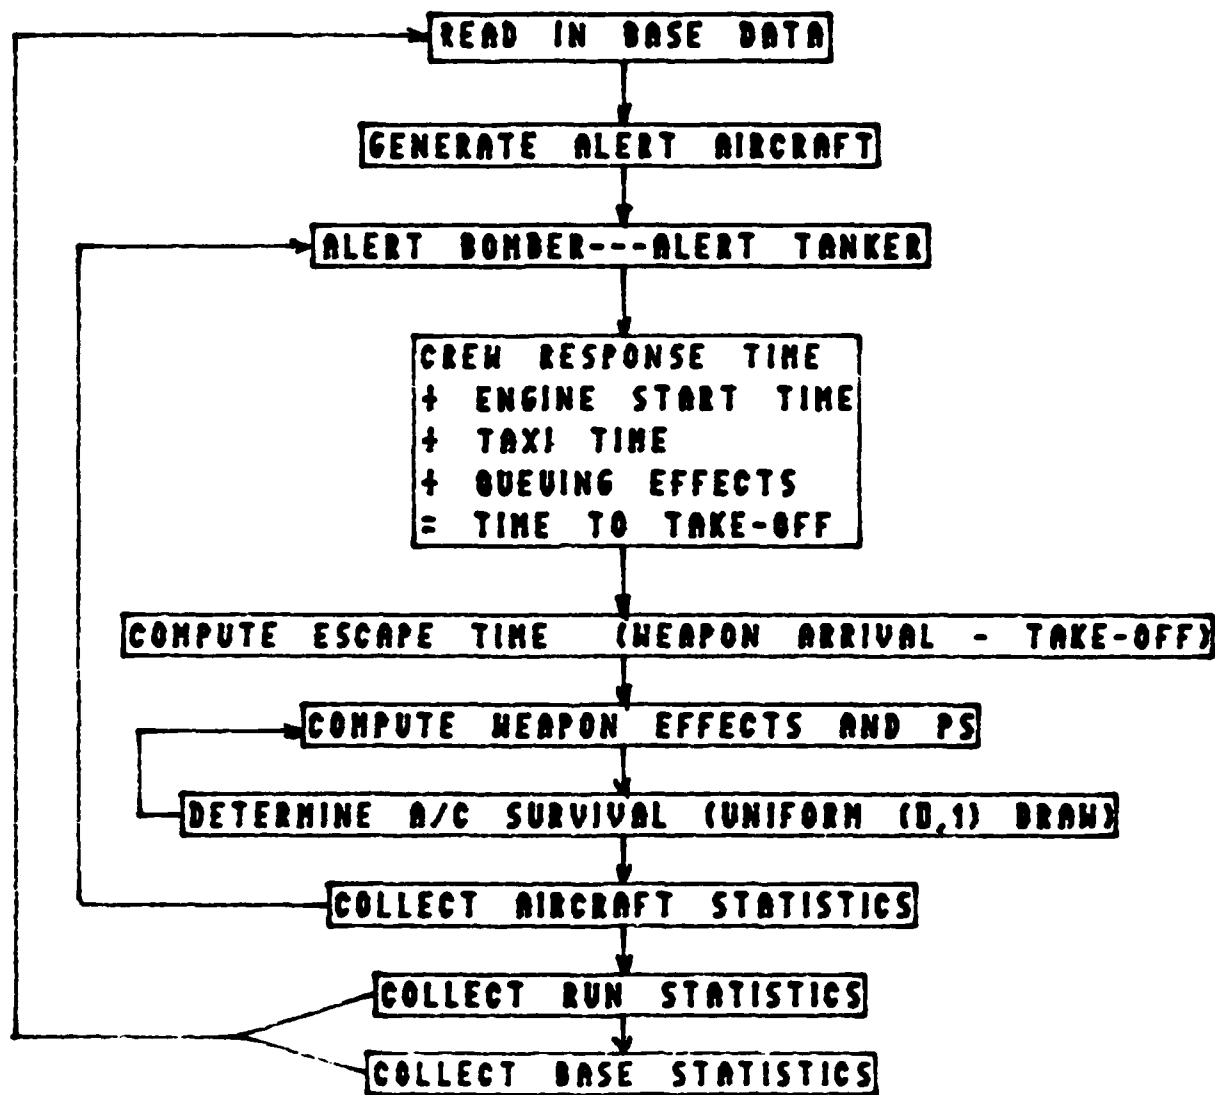 READ IN BASE DATA
GENERATE ALERT AIRCRAFT
ALERT BOMBER---ALERT TANKER
CREW RESPONSE TIME
+ ENGINE START TIME
+ TAXI TIME
+ QUEUING EFFECTS
= TIME TO TAKE-OFF
COMPUTE ESCAPE TIME (WEAPON ARRIVAL - TAKE-OFF)
COMPUTE WEAPON EFFECTS AND PS
DETERMINE A/C SURVIVAL (UNIFORM (0,1) DRAW)
COLLECT AIRCRAFT STATISTICS
COLLECT RUN STATISTICS
COLLECT BASE STATISTICS